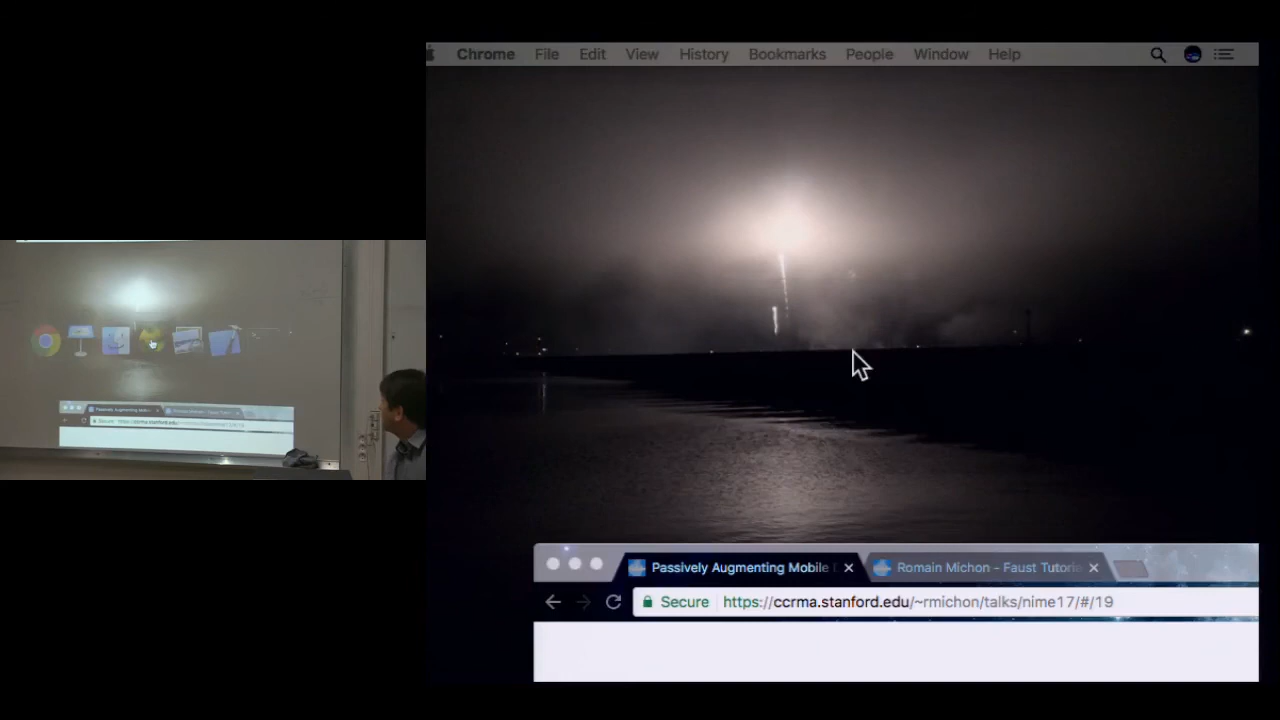 Chrome File Edit View History Bookmarks People Window Help
Passively Augmenting Mobile
Romain Michon - Faust Tutoria
Secure
https://ccrma.stanford.edu/~rmichon/talks/nime17/#/19